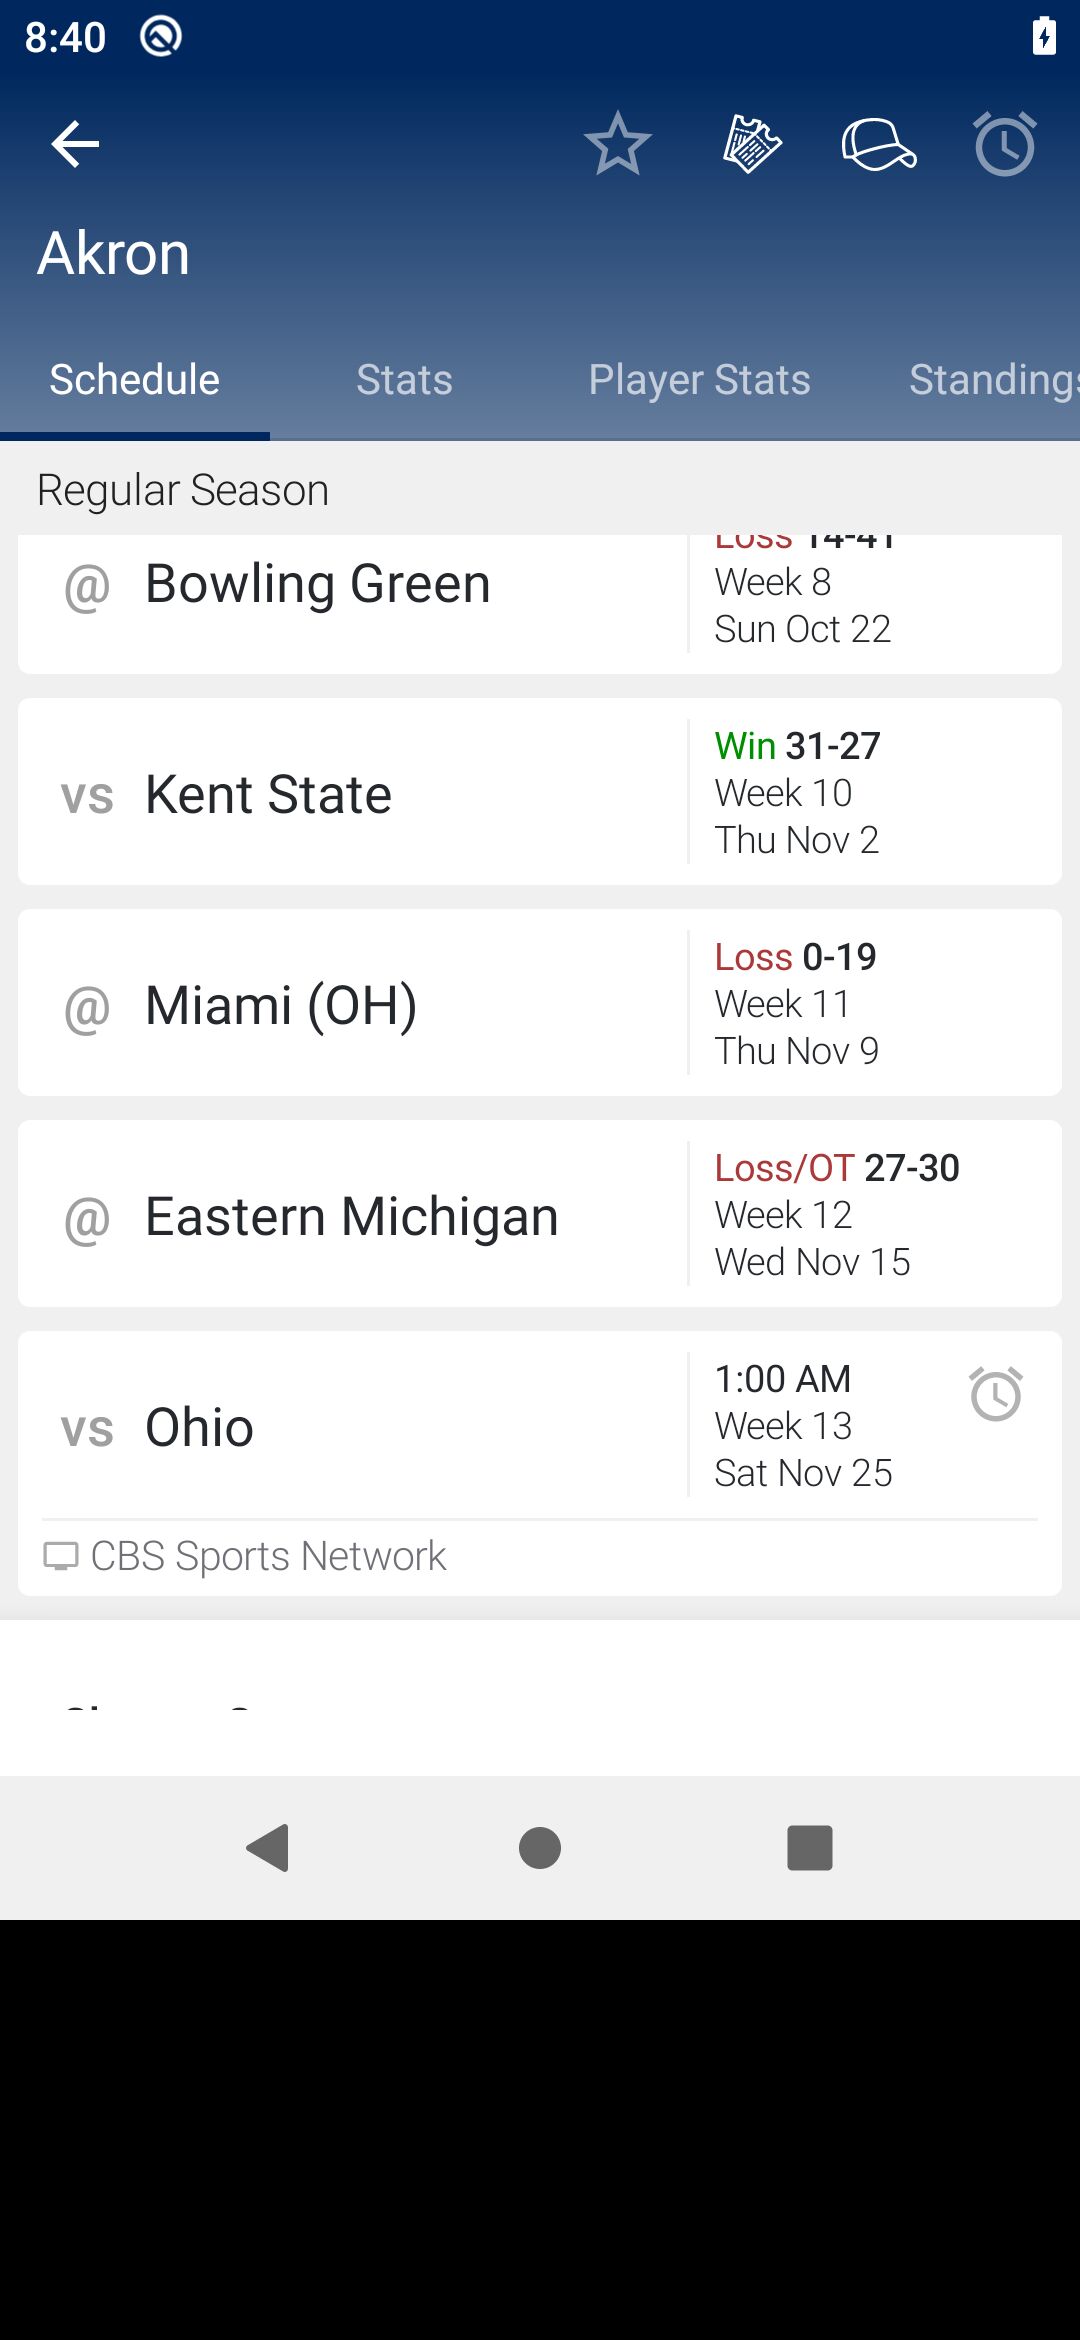 8:40
Akron
Schedule Stats Player Stats Standings
Regular Season
@ Bowling Green
Loss 14-41
Week 8
Sun Oct 22
vs Kent State
Win 31-27
Week 10
Thu Nov 2
@ Miami (OH)
Loss 0-19
Week 11
Thu Nov 9
@ Eastern Michigan
Loss/OT 27-30
Week 12
Wed Nov 15
vs Ohio
1:00 AM
Week 13
Sat Nov 25
CBS Sports Network